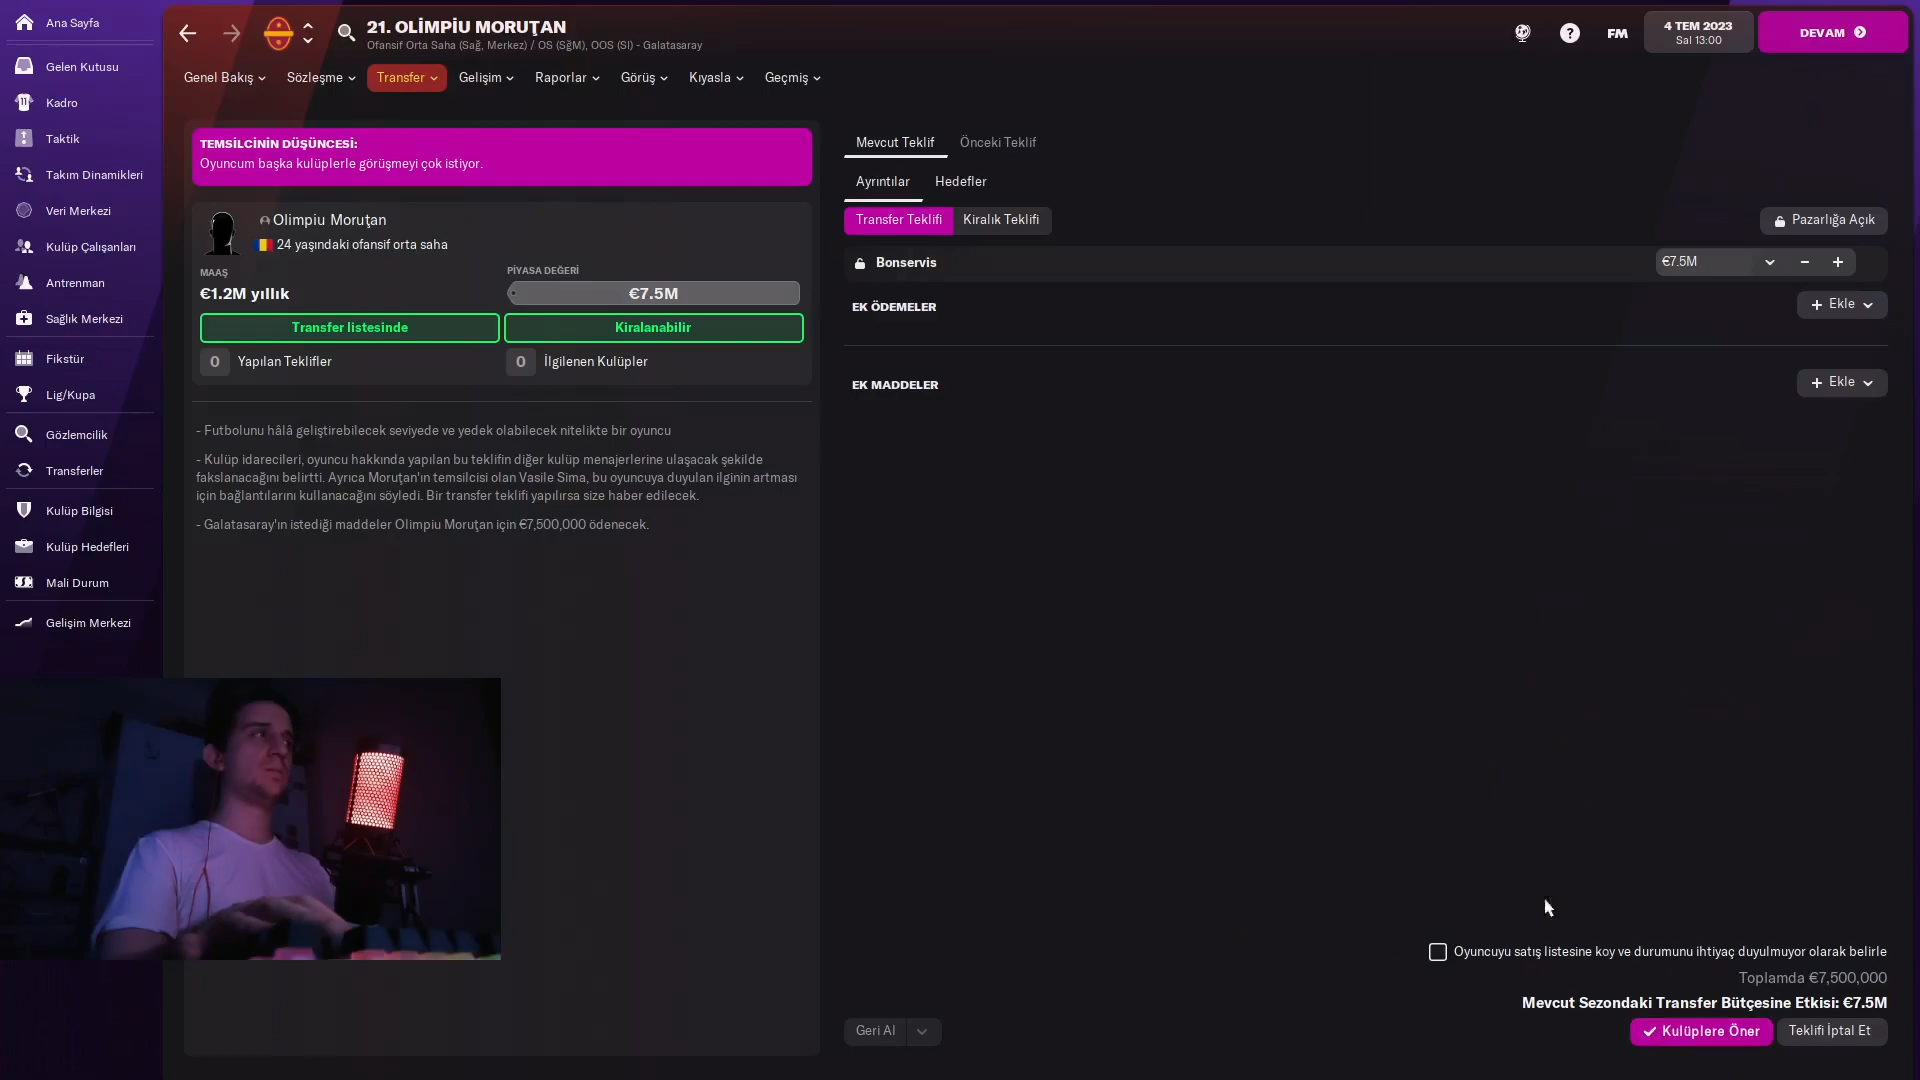 Ana Sayfa
Gelen Kutusu
Kadro
Taktik
Takım Dinamikleri
Veri Merkezi
Kulüp Çalışanları
Antrenman
Sağlık Merkezi
Fikstür
Lig/Kupa
Gözlemcilik
Transferler
Kulüp Bilgisi
Kulüp Hedefleri
Mali Durum
Gelişim Merkezi
21. OLİMPİU MORUŢAN
Ofansif Orta Saha (Sağ, Merkez) / OS (SğM), OOS (Sl) - Galatasaray
FM
4 TEM 2023
Sal 13:00
DEVAM
Genel Bakış
Sözleşme
Transfer
Gelişim
Raporlar
Görüş
Kıyasla
Geçmiş
TEMSİLCİNİN DÜŞÜNCESİ:
Oyuncum başka kulüplerle görüşmeyi çok istiyor.
Olimpiu Moruţan
24 yaşındaki ofansif orta saha
MAAŞ
€1.2M yıllık
PİYASA DEĞERİ
€7.5M
Transfer listesinde
Kiralanabilir
0 Yapılan Teklifler
0 İlgilenen Kulüpler
- Futbolunu hâlâ geliştirebilecek seviyede ve yedek olabilecek nitelikte bir oyuncu
- Kulüp idarecileri, oyuncu hakkında yapılan bu teklifin diğer kulüp menajerlerine ulaşacak şekilde
fakslanacağını belirtti. Ayrıca Moruţan'ın temsilcisi olan Vasile Sima, bu oyuncuya duyulan ilginin artması
için bağlantılarını kullanacağını söyledi. Bir transfer teklifi yapılırsa size haber edilecek.
- Galatasaray'ın istediği maddeler Olimpiu Moruţan için €7,500,000 ödenecek.
Mevcut Teklif
Önceki Teklif
Ayrıntılar
Hedefler
Transfer Teklifi
Kiralık Teklifi
Pazarlığa Açık
Bonservis
€7.5M
EK ÖDEMELER
Ekle
EK MADDELER
Ekle
Oyuncuyu satış listesine koy ve durumunu ihtiyaç duyulmuyor olarak belirle
Toplamda €7,500,000
Mevcut Sezondaki Transfer Bütçesine Etkisi: €7.5M
Geri Al
Kulüplere Öner
Teklifi İptal Et